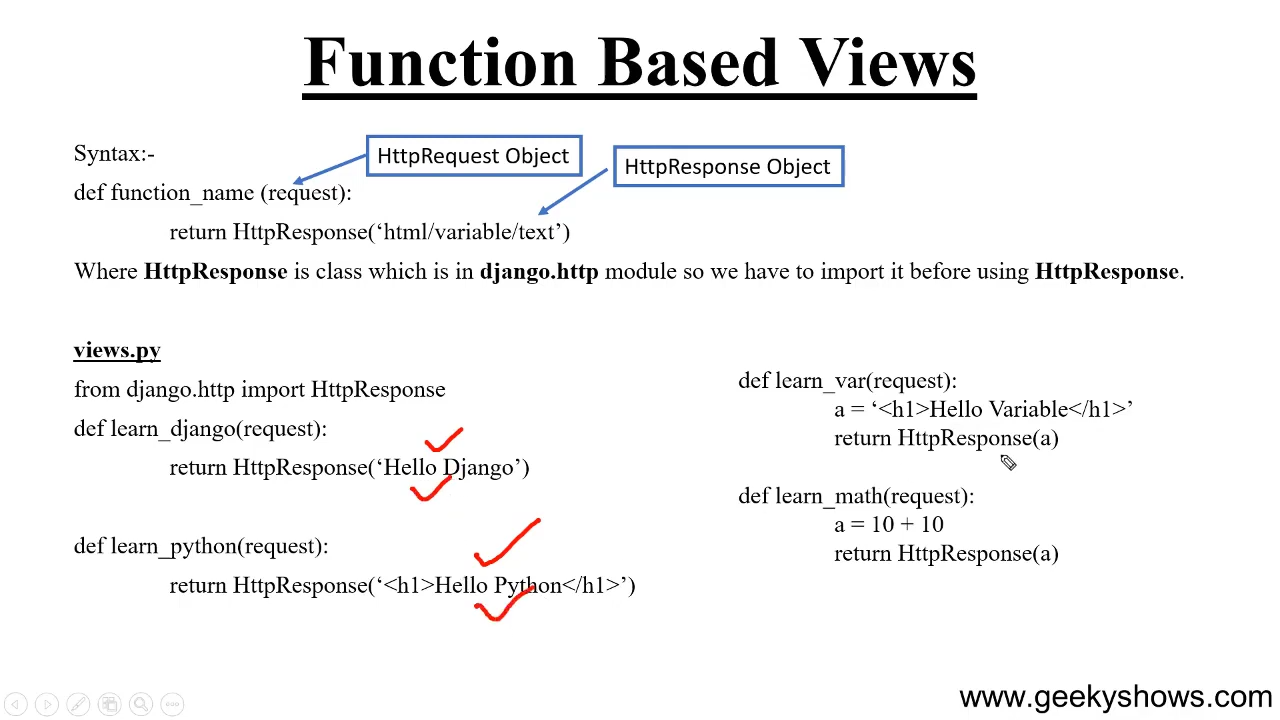 Function Based Views
Syntax:-
HttpRequest Object
HttpResponse Object
def function_name (request):
return HttpResponse(‘html/variable/text’)
Where HttpResponse is class which is in django.http module so we have to import it before using HttpResponse.
views.py
from django.http import HttpResponse
def learn_django(request):
return HttpResponse(‘Hello Django’)
def learn_python(request):
return HttpResponse(‘<h1>Hello Python</h1>’)
def learn_var(request):
a = ‘<h1>Hello Variable</h1>’
return HttpResponse(a)
def learn_math(request):
a = 10 + 10
return HttpResponse(a)
www.geekyshows.com